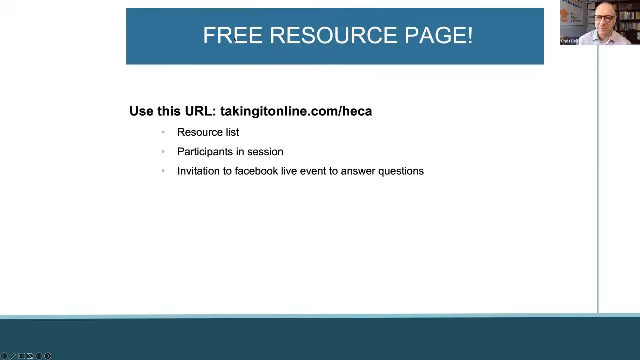 FREE RESOURCE PAGE!
Use this URL: takingitonline.com/heca
Resource list
Participants in session
Invitation to facebook live event to answer questions